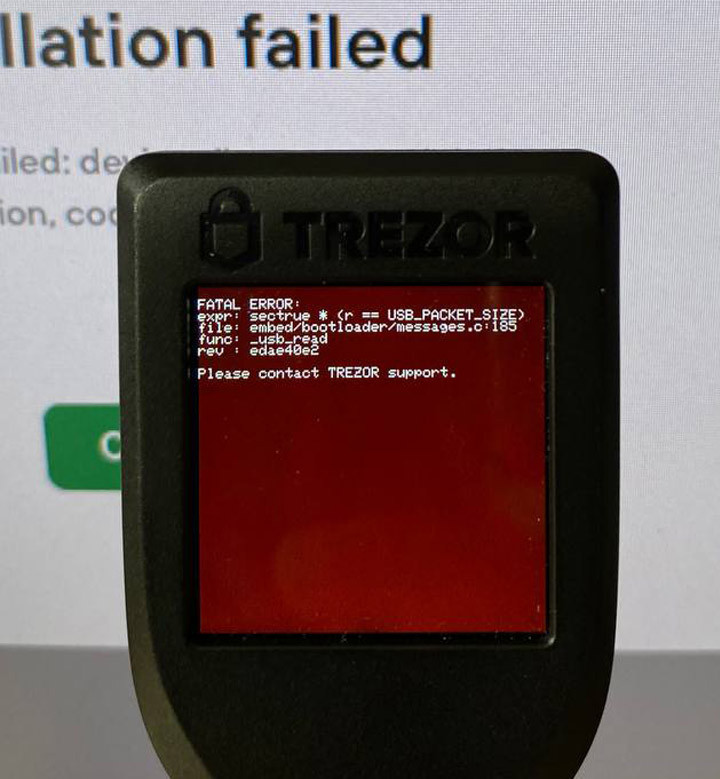 llation failed
iled: de
ion, co
TREZOR
FATAL ERROR:
expr: sectrue * (r == USB_PACKET_SIZE)
file: embed/bootloader/messages.c:185
func: _usb_read
rev : edae40e2
Please contact TREZOR support.
C